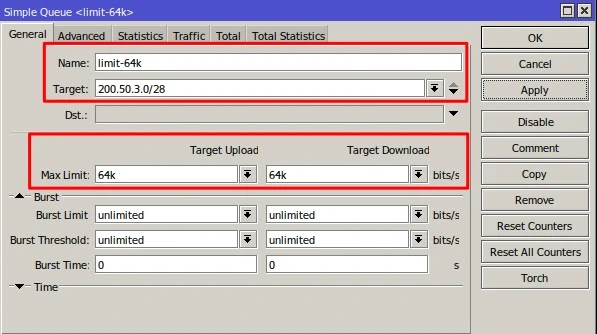 Simple Queue <limit-64k>
General Advanced Statistics Traffic Total Total Statistics
Name: limit-64k
Target: 200.50.3.0/28
Dst.:
Target Upload Target Download
Max Limit: 64k 64k bits/s
Burst
Burst Limit unlimited unlimited bits/s
Burst Threshold: unlimited unlimited bits/s
Burst Time: 0 0 s
Time
OK
Cancel
Apply
Disable
Comment
Copy
Remove
Reset Counters
Reset All Counters
Torch